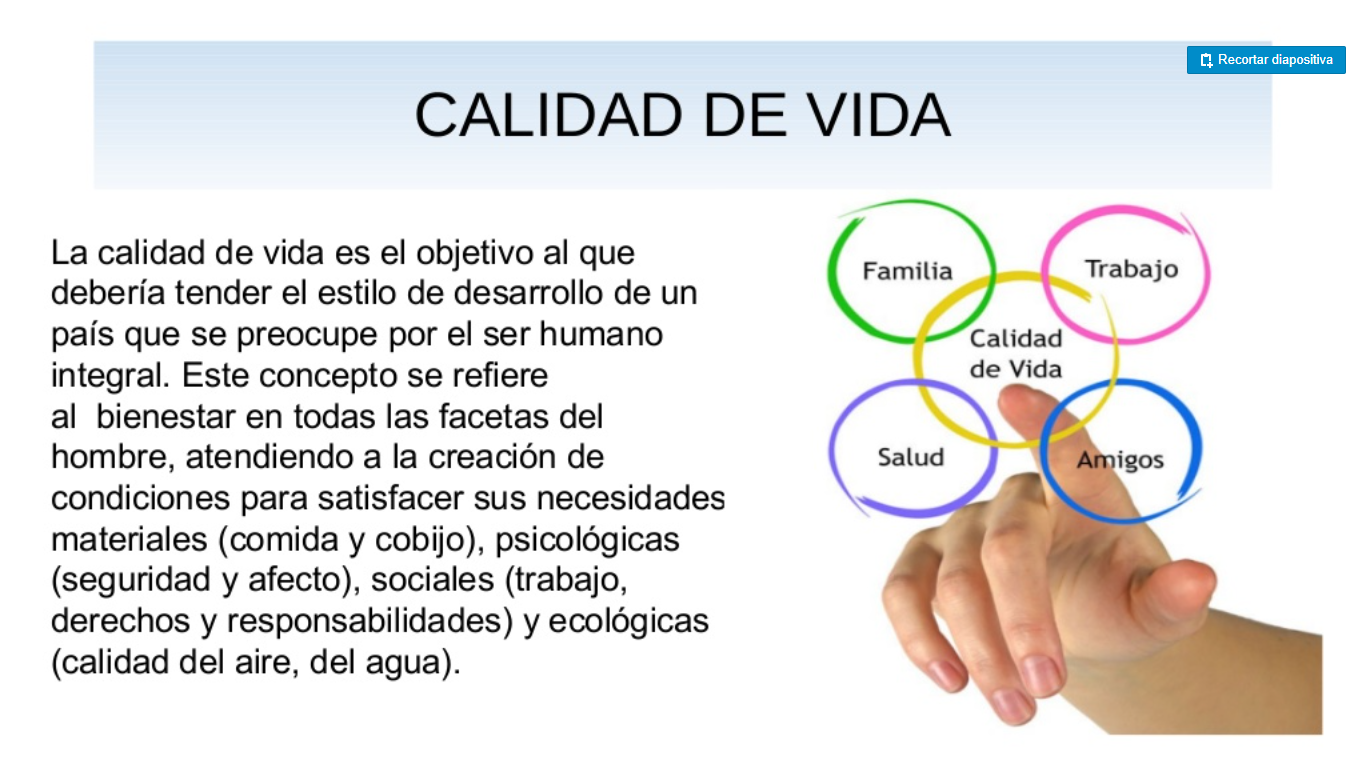 Recortar diapositiva
CALIDAD DE VIDA
La calidad de vida es el objetivo al que
debería tender el estilo de desarrollo de un
país que se preocupe por el ser humano
integral. Este concepto se refiere
al  bienestar en todas las facetas del
hombre, atendiendo a la creación de
condiciones para satisfacer sus necesidades
materiales (comida y cobijo), psicológicas
(seguridad y afecto), sociales (trabajo,
derechos y responsabilidades) y ecológicas
(calidad del aire, del agua).
Familia
Trabajo
Calidad
de Vida
Salud
Amigos